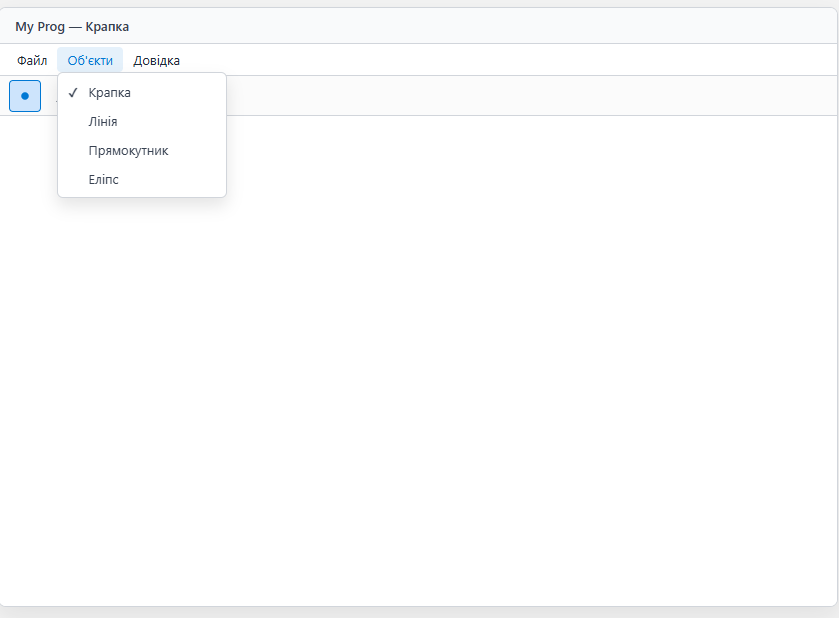 My Prog — Крапка
Файл Об'єкти Довідка
✓ Крапка
Лінія
Прямокутник
Еліпс